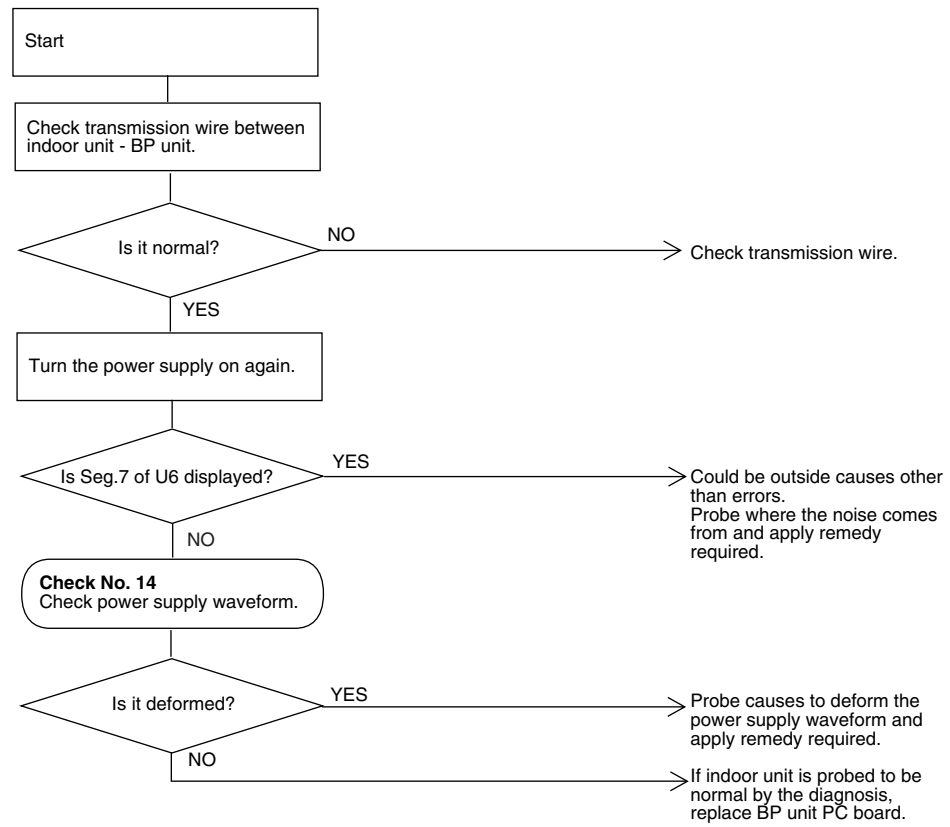 Start
Check transmission wire between
indoor unit - BP unit.
Is it normal?
NO
Check transmission wire.
YES
Turn the power supply on again.
Is Seg.7 of U6 displayed?
YES
Could be outside causes other
than errors.
Probe where the noise comes
from and apply remedy
required.
NO
Check No. 14
Check power supply waveform.
Is it deformed?
YES
Probe causes to deform the
power supply waveform and
apply remedy required.
NO
If indoor unit is probed to be
normal by the diagnosis,
replace BP unit PC board.